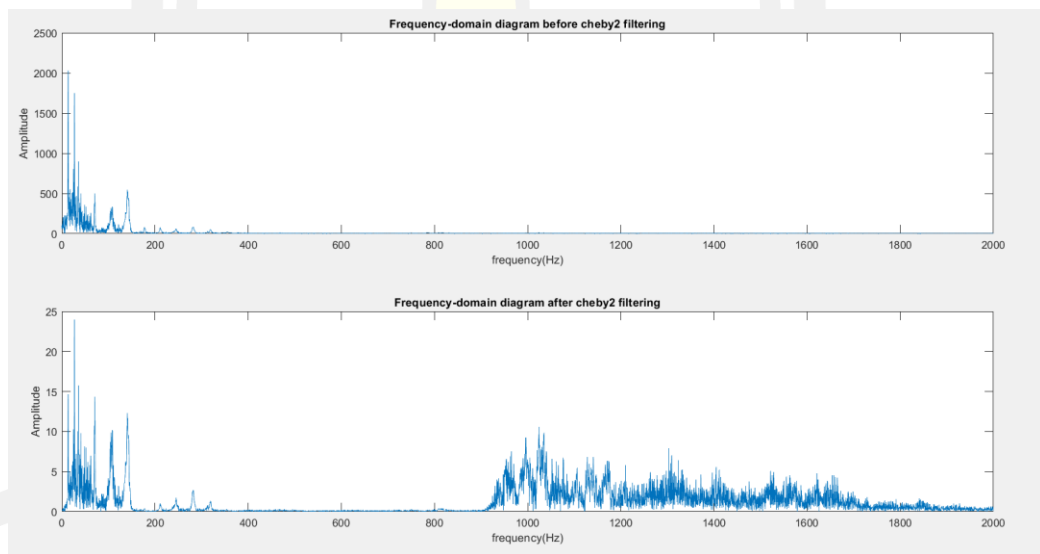 Frequency-domain diagram before cheby2 filtering
2500
2000
1500
1000
500
0
Amplitude
0 200 400 600 800 1000 1200 1400 1600 1800 2000
frequency(Hz)
Frequency-domain diagram after cheby2 filtering
25
20
15
10
5
0
Amplitude
0 200 400 600 800 1000 1200 1400 1600 1800 2000
frequency(Hz)